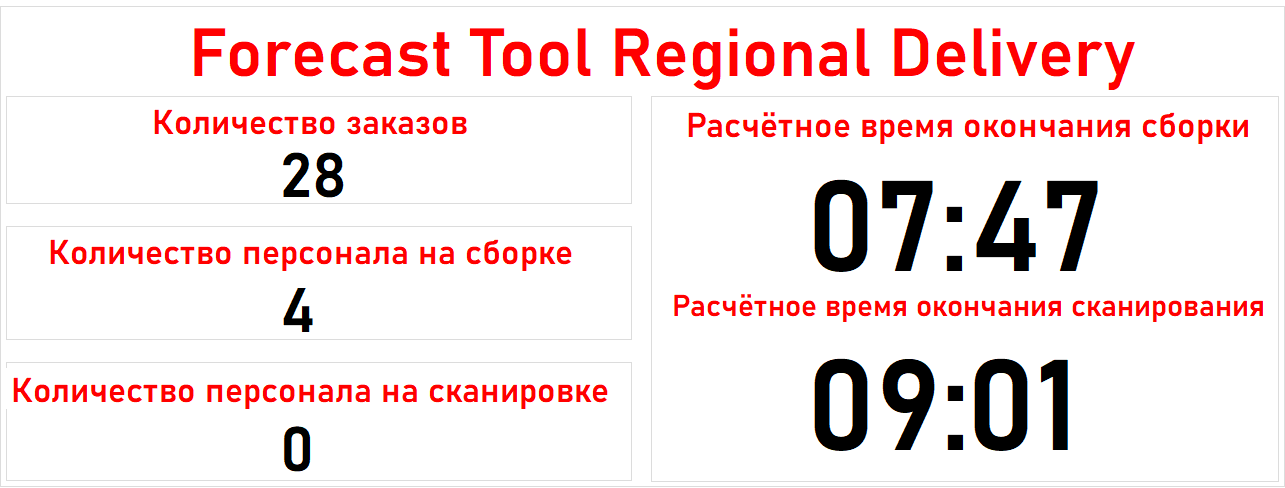 Forecast Tool Regional Delivery
Количество заказов
28
Количество персонала на сборке
4
Количество персонала на сканировке
0
Расчётное время окончания сборки
07:47
Расчётное время окончания сканирования
09:01